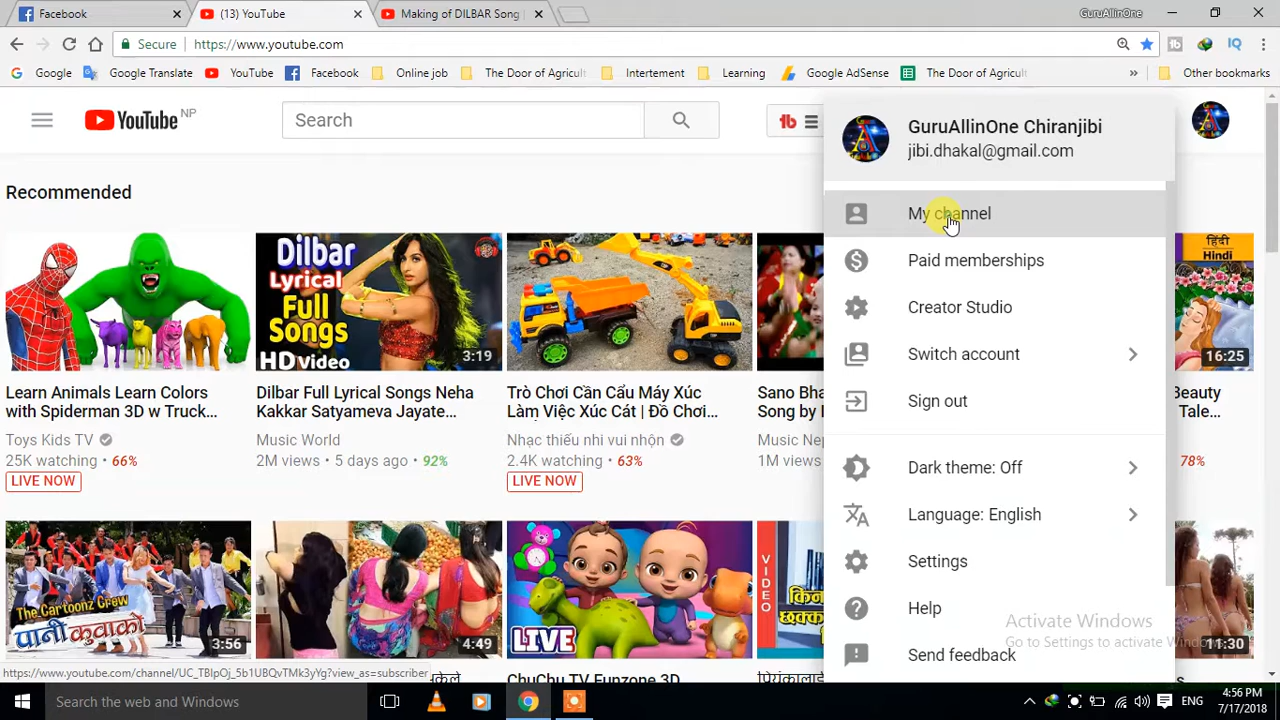 Facebook
(13) YouTube
Making of DILBAR Song
GuruAllinOne
Secure
https://www.youtube.com
Google
Google Translate
YouTube
Facebook
Online job
The Door of Agricult
Intertement
Learning
Google AdSense
The Door of Agricult
Other bookmarks
YouTube NP
Search
GuruAllinOne Chiranjibi
jibi.dhakal@gmail.com
Recommended
My channel
Paid memberships
Creator Studio
Switch account
Sign out
Dark theme: Off
Language: English
Settings
Help
Send feedback
Dilbar
Lyrical
Full
Songs
HD Video
3:19
हिंदी
Hindi
16:25
Learn Animals Learn Colors
with Spiderman 3D w Truck...
Toys Kids TV
25K watching • 66%
LIVE NOW
Dilbar Full Lyrical Songs Neha
Kakkar Satyameva Jayate...
Music World
2M views • 5 days ago • 92%
Trò Chơi Cần Cẩu Máy Xúc
Làm Việc Xúc Cát | Đồ Chơi...
Nhạc thiếu nhi vui nhộn
2.4K watching • 63%
LIVE NOW
Sano Bha
Song by
Music Nep
1M views
Beauty
Tale...
78%
The Cartoonz Crew
3:56
4:49
LIVE
VIDEO
11:30
Activate Windows
Go to Settings to activate Windo
https://www.youtube.com/channel/UC_TBIpOj_5b1UBQvTMk3yYg?view_as=subscriber
ChuChu TV Funzone 3D
Search the web and Windows
ENG
4:56 PM
7/17/2018